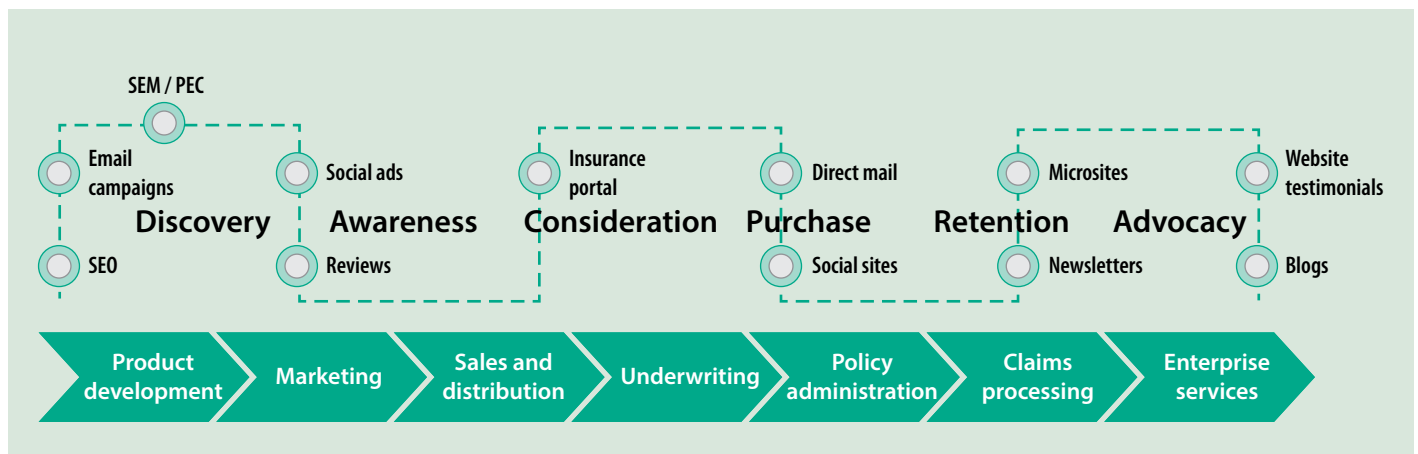 SEM / PEC
Email
campaigns
Social ads
Insurance
portal
Direct mail
Microsites
Website
testimonials
Discovery
Awareness
Consideration
Purchase
Retention
Advocacy
SEO
Reviews
Social sites
Newsletters
Blogs
Product
development
Marketing
Sales and
distribution
Underwriting
Policy
administration
Claims
processing
Enterprise
services